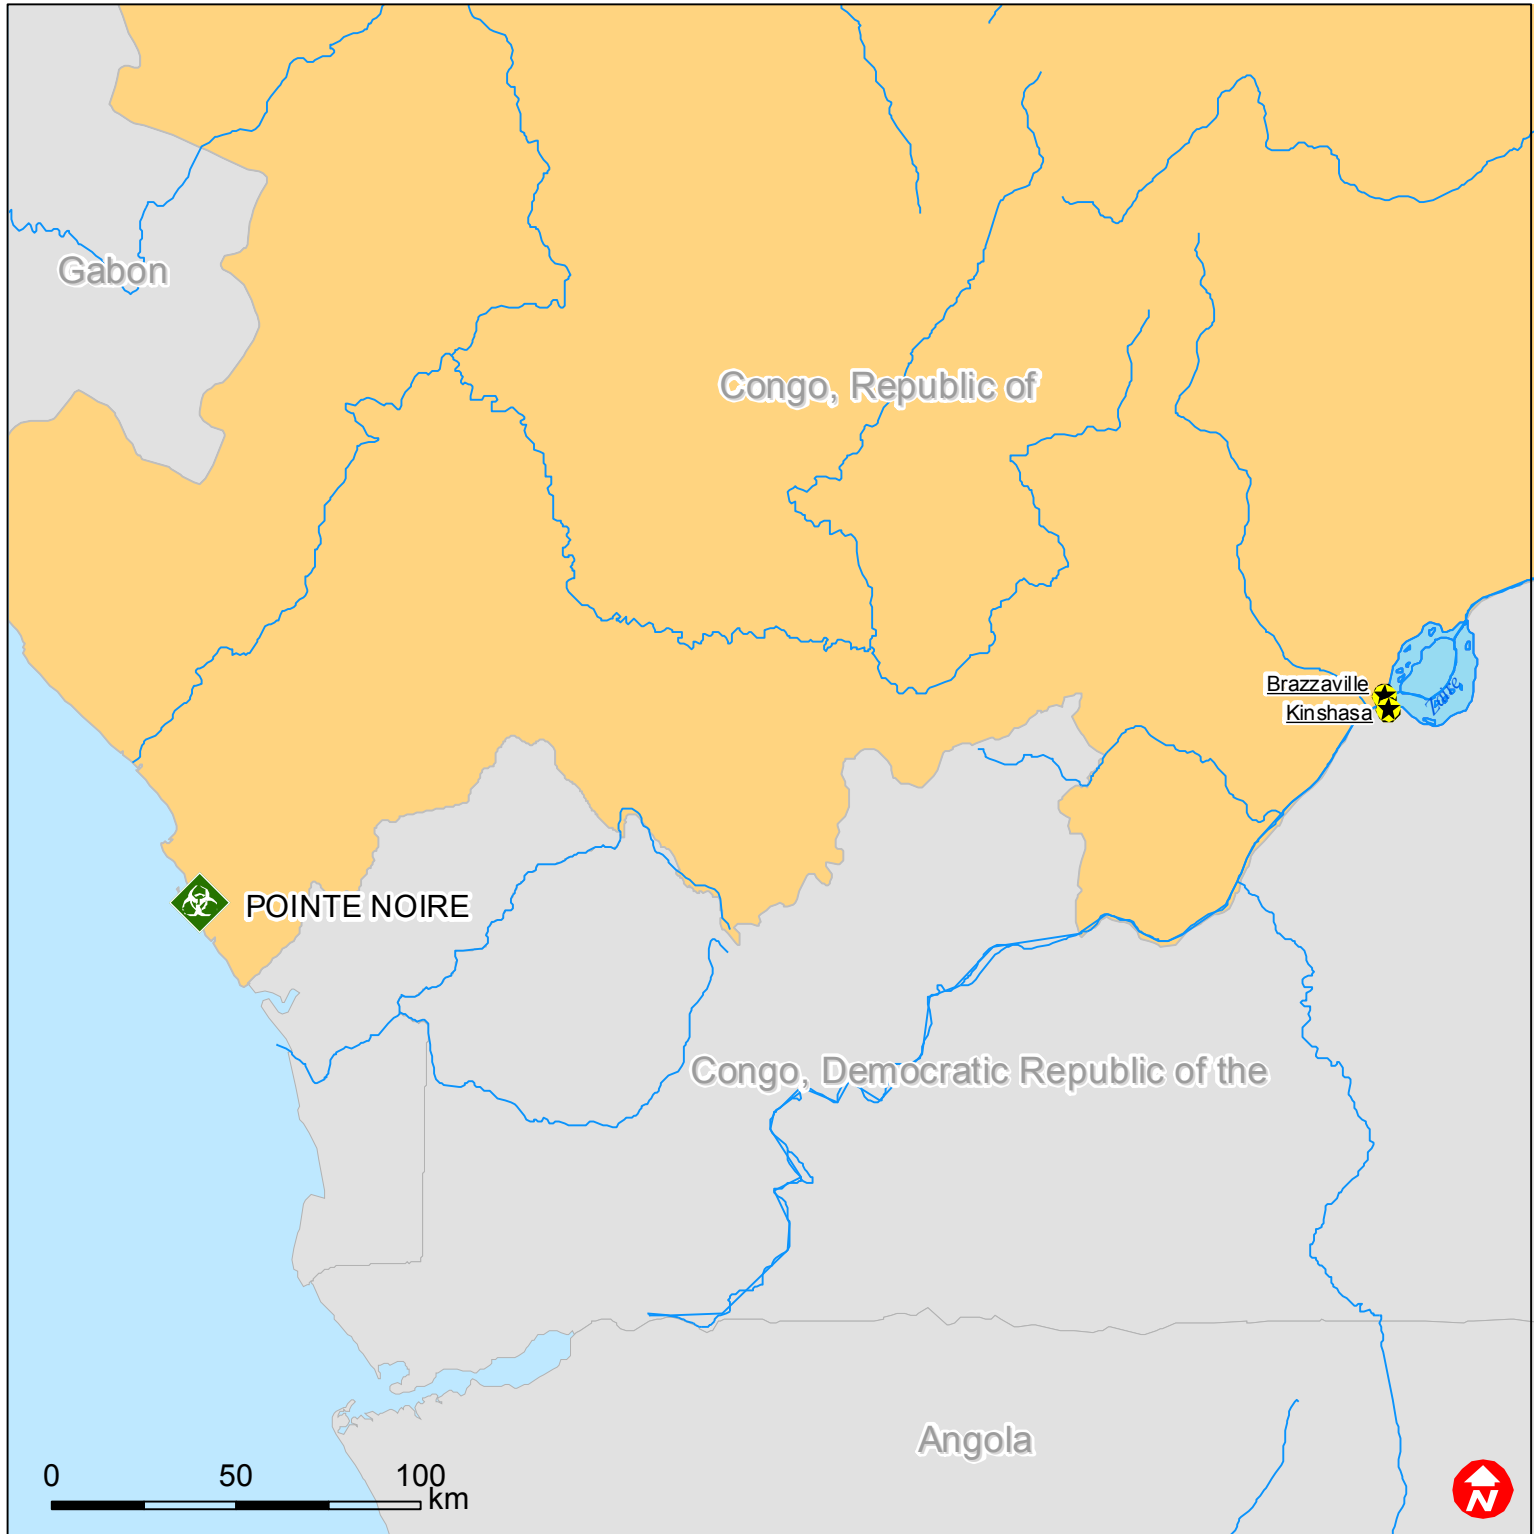 Gabon
Congo, Republic of
Brazzaville
Kinshasa
POINTE NOIRE
Congo, Democratic Republic of the
Angola
0 50 100
km
N